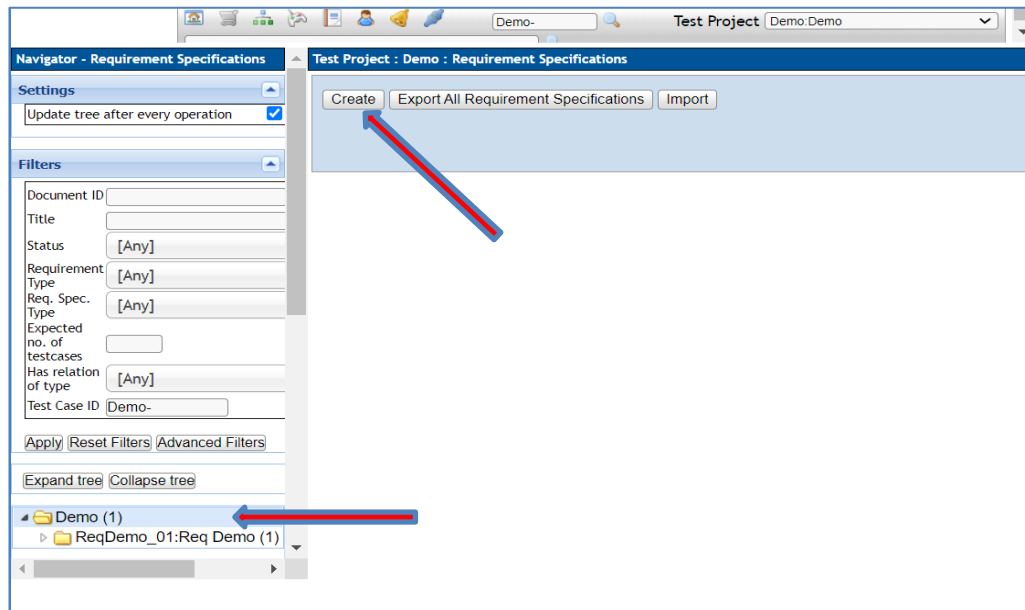 Demo-
Test Project Demo:Demo
Navigator - Requirement Specifications
Settings
Update tree after every operation
Filters
Document ID
Title
Status [Any]
Requirement
Type [Any]
Req. Spec.
Type [Any]
Expected
no. of
testcases
Has relation
of type [Any]
Test Case ID Demo-
Apply Reset Filters Advanced Filters
Expand tree Collapse tree
Demo (1)
ReqDemo_01:Req Demo (1)
Test Project : Demo : Requirement Specifications
Create Export All Requirement Specifications Import